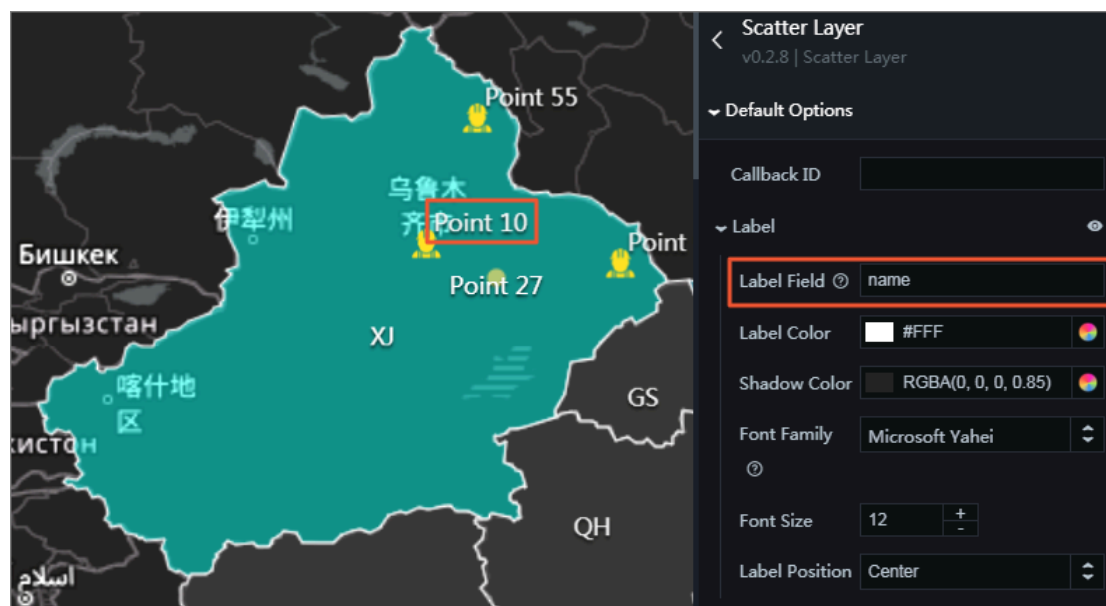 Point 55
乌鲁木
齐市
伊犁州
Point 10
Point
Бишкек
Point 27
ыргызстан
XJ
喀什地
区
GS
кистон
QH
اسلام
Scatter Layer
v0.2.8 | Scatter Layer
Default Options
Callback ID
Label
Label Field
name
Label Color
#FFF
Shadow Color
RGBA(0, 0, 0, 0.85)
Font Family
Microsoft Yahei
Font Size
12
+
-
Label Position
Center